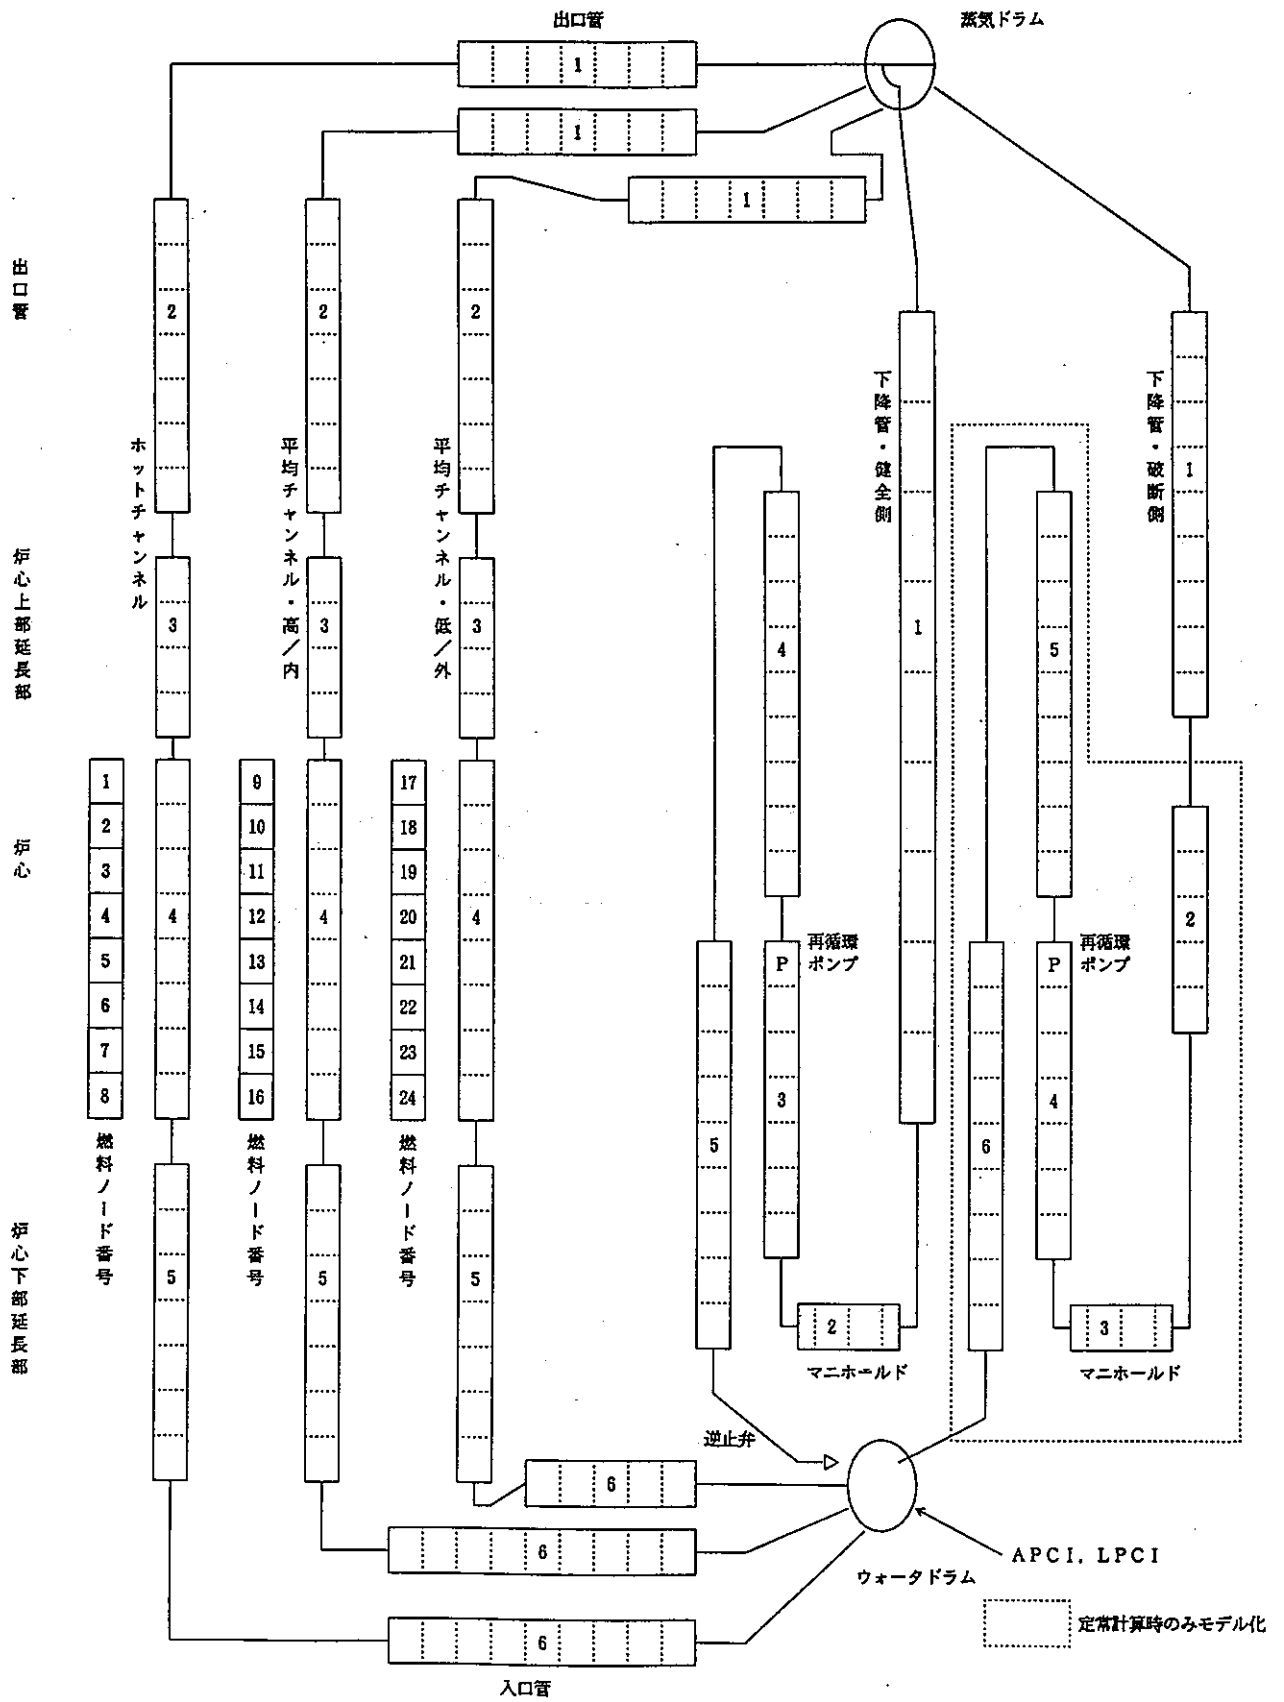 出口管
蒸気ドラム
1
1
1
出口管
2
2
2
1
1
下降管・健全側
下降管・破断側
ホットチャンネル
平均チャンネル・高／内
平均チャンネル・低／外
炉心上部延長部
3
3
3
4
5
炉心
1
2
3
4
5
6
7
8
4
9
10
11
12
13
14
15
16
4
17
18
19
20
21
22
23
24
4
2
P
再循環
ポンプ
P
再循環
ポンプ
5
3
6
4
燃料ノード番号
燃料ノード番号
燃料ノード番号
炉心下部延長部
5
5
5
2
マニホールド
3
マニホールド
逆止弁
6
6
6
入口管
ウォータドラム
APCI, LPCI
定常計算時のみモデル化